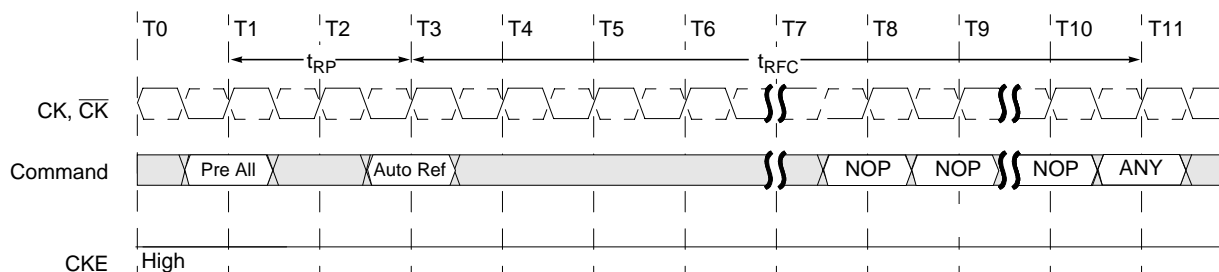 T0 T1 T2 T3 T4 T5 T6 T7 T8 T9 T10 T11
tRP tRFC
CK, C̅K̅
Command Pre All Auto Ref NOP NOP NOP ANY
CKE High